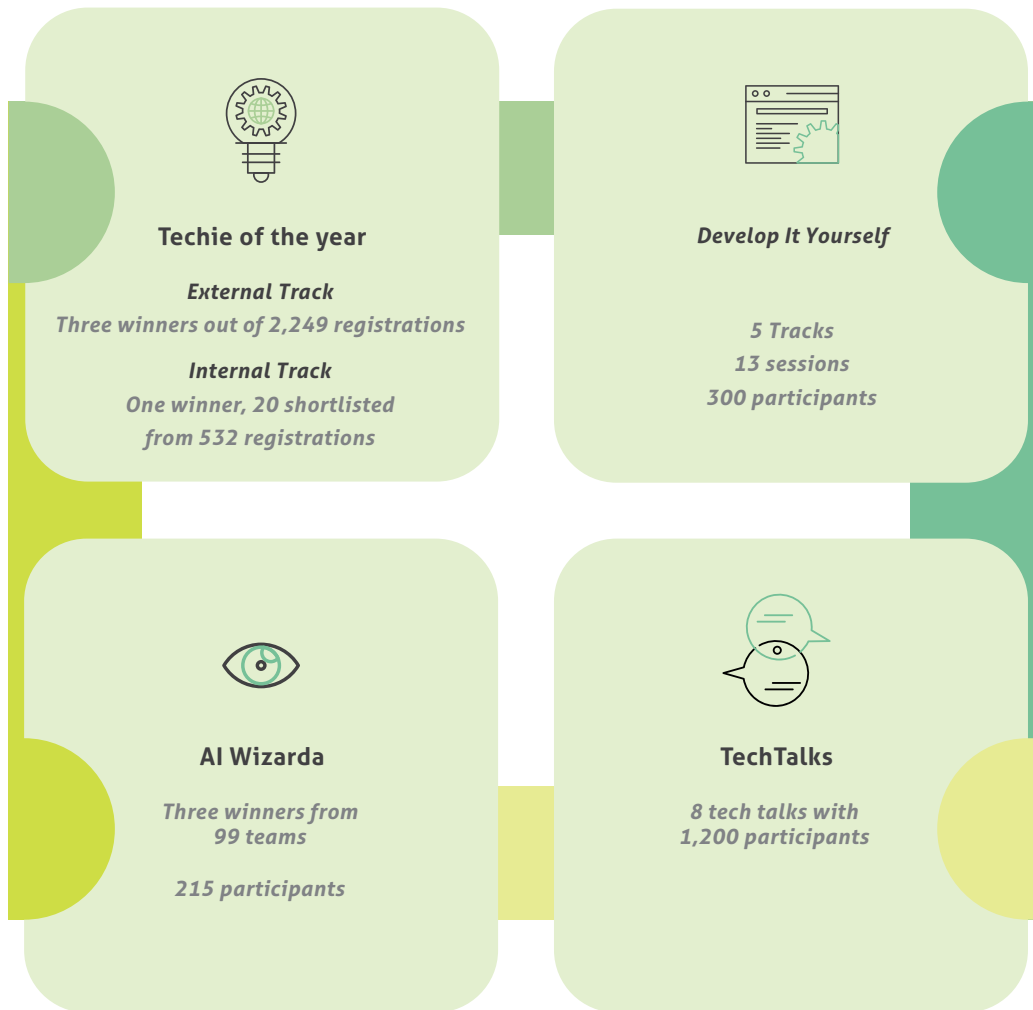 Techie of the year
External Track
Three winners out of 2,249 registrations
Internal Track
One winner, 20 shortlisted
from 532 registrations
Develop It Yourself
5 Tracks
13 sessions
300 participants
AI Wizarda
Three winners from
99 teams
215 participants
TechTalks
8 tech talks with
1,200 participants